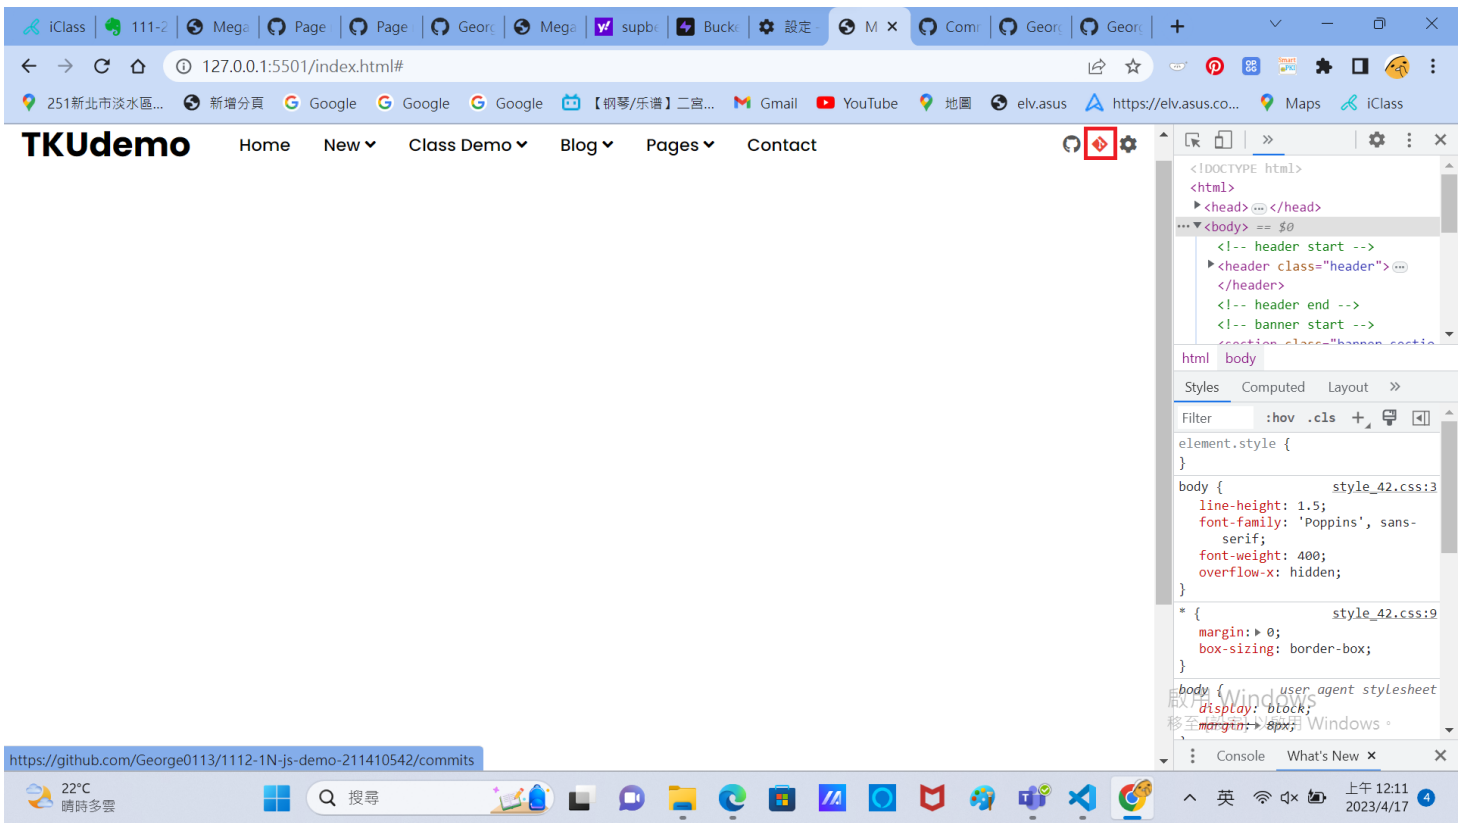 iClass 111-2 Mega Page Page Georg Mega supbe Bucke 設定 - M Comm Georg Georg
127.0.0.1:5501/index.html#
251新北市淡水區... 新增分頁 Google Google Google 【钢琴/乐谱】二宮... Gmail YouTube 地圖 elv.asus https://elv.asus.co... Maps iClass
TKUdemo Home New Class Demo Blog Pages Contact
<!DOCTYPE html>
<html>
<head> ... </head>
... <body> == $0
<!-- header start -->
<header class="header"> ...
</header>
<!-- header end -->
<!-- banner start -->
<section class="banner-sectio
html body
Styles Computed Layout »
Filter :hov .cls +
element.style {
}
body { style_42.css:3
line-height: 1.5;
font-family: 'Poppins', sans-
serif;
font-weight: 400;
overflow-x: hidden;
}
* { style_42.css:9
margin: 0;
box-sizing: border-box;
}
body { user agent stylesheet
display: block;
margin: 8px;
啟用 Windows
移至 [設定] 以啟用 Windows。
Console What's New
https://github.com/George0113/1112-1N-js-demo-211410542/commits
22°C
晴時多雲
搜尋
英
上午 12:11
2023/4/17
4